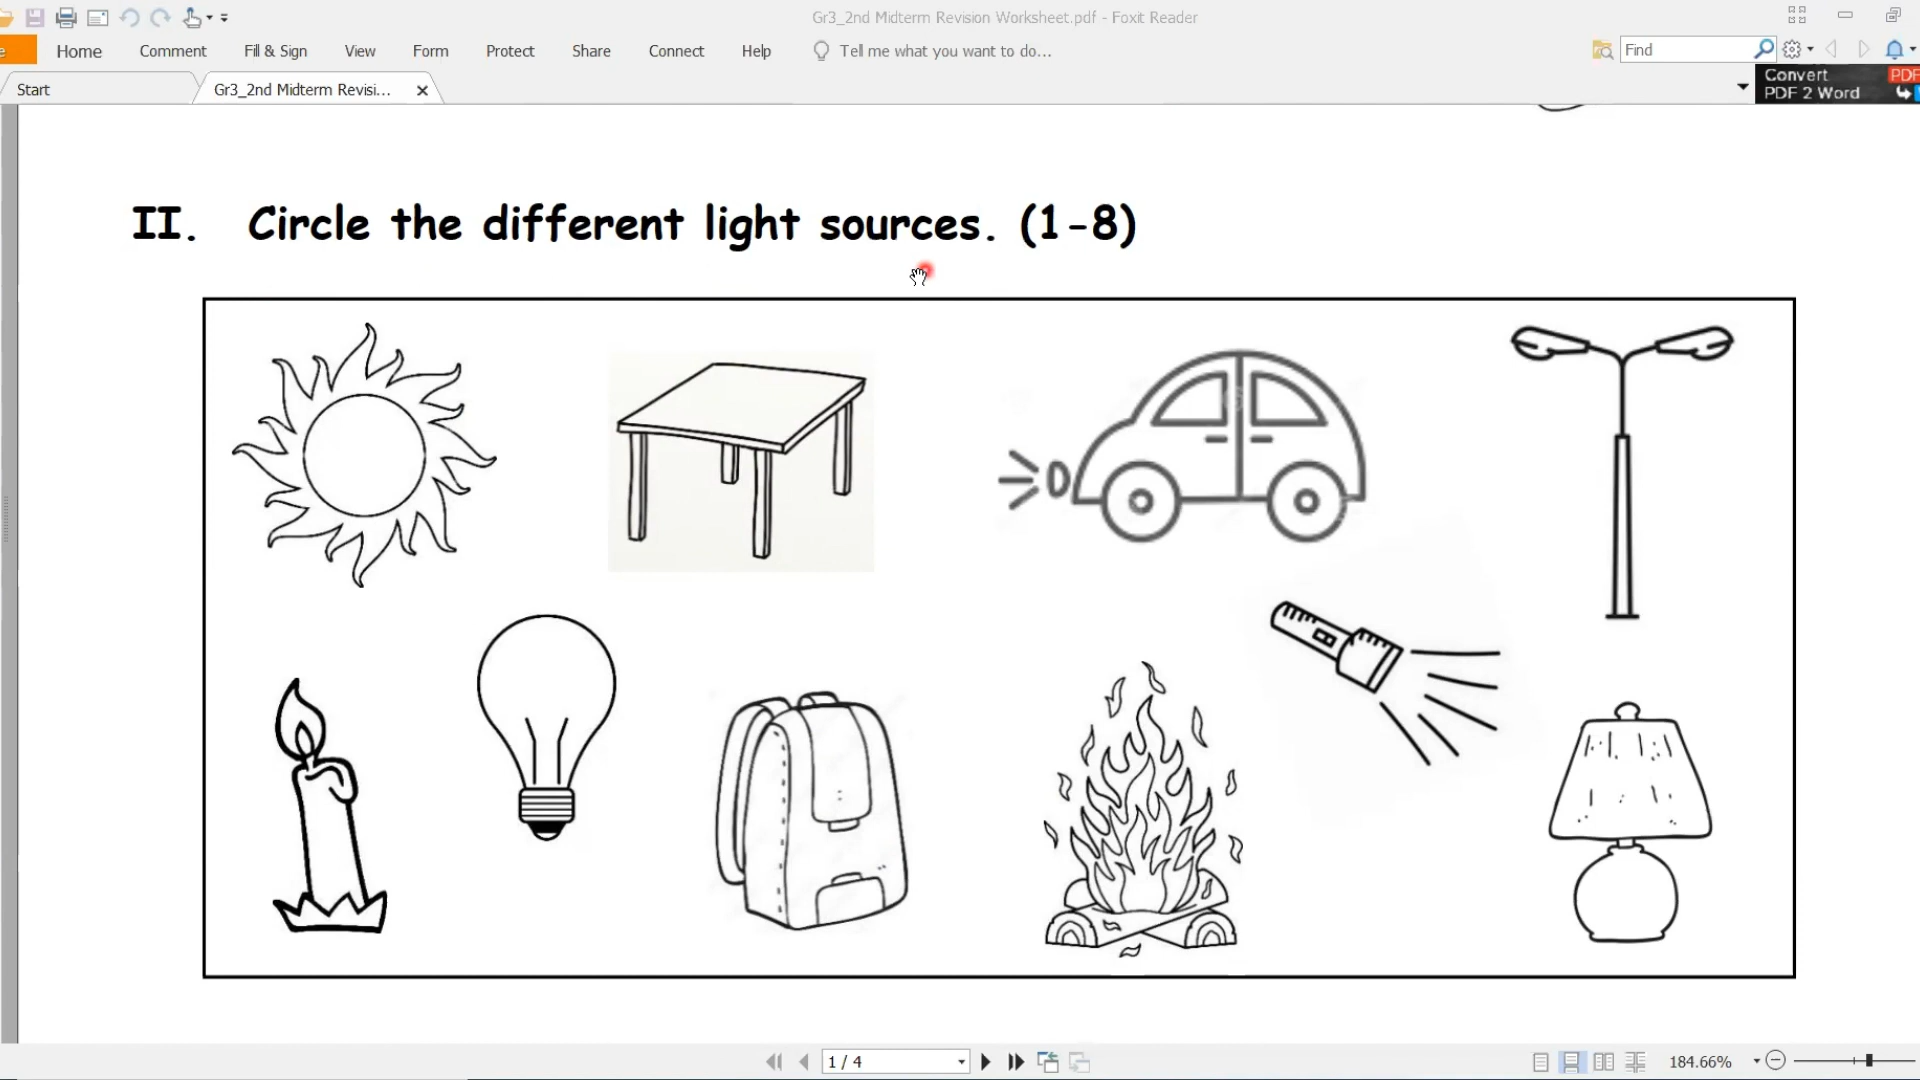 Gr3_2nd Midterm Revision Worksheet.pdf - Foxit Reader
Home Comment Fill & Sign View Form Protect Share Connect Help Tell me what you want to do... Find
Start Gr3_2nd Midterm Revisi... Convert PDF
PDF 2 Word
II. Circle the different light sources. (1-8)
1 / 4 184.66%